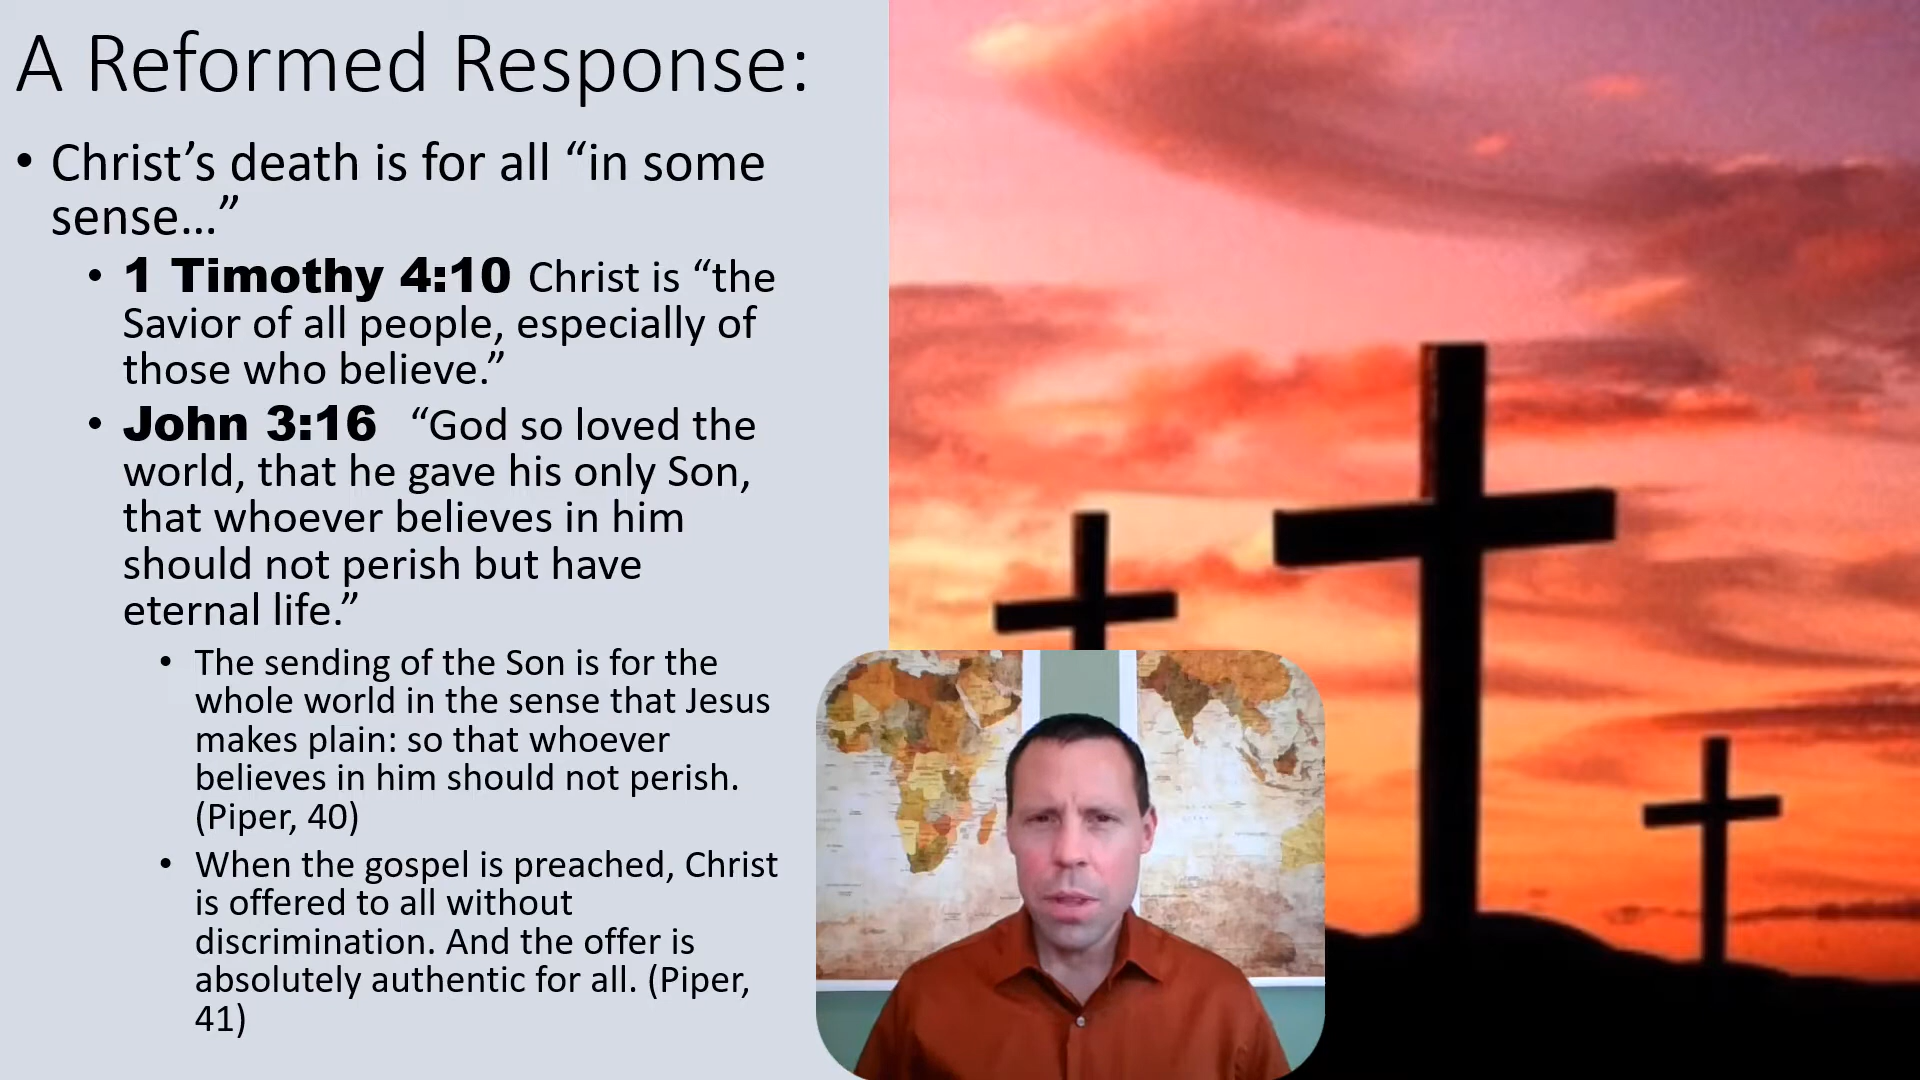 A Reformed Response:
• Christ’s death is for all “in some
sense…”
• 1 Timothy 4:10 Christ is “the
Savior of all people, especially of
those who believe.”
• John 3:16 “God so loved the
world, that he gave his only Son,
that whoever believes in him
should not perish but have
eternal life.”
• The sending of the Son is for the
whole world in the sense that Jesus
makes plain: so that whoever
believes in him should not perish.
(Piper, 40)
• When the gospel is preached, Christ
is offered to all without
discrimination. And the offer is
absolutely authentic for all. (Piper,
41)